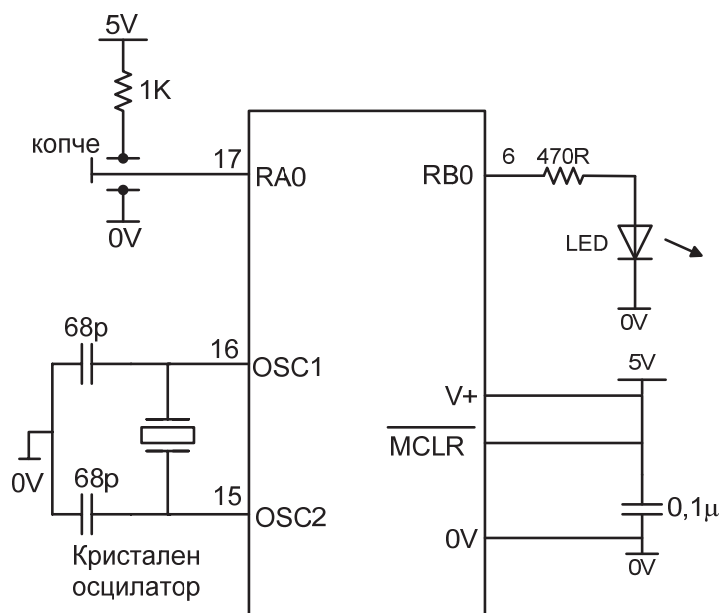 5V
1K
копче
17
RA0
0V
RB0
6
470R
LED
0V
68p
16
OSC1
0V
68p
15
OSC2
Кристален
осцилатор
5V
V+
MCLR
0,1µ
0V
0V